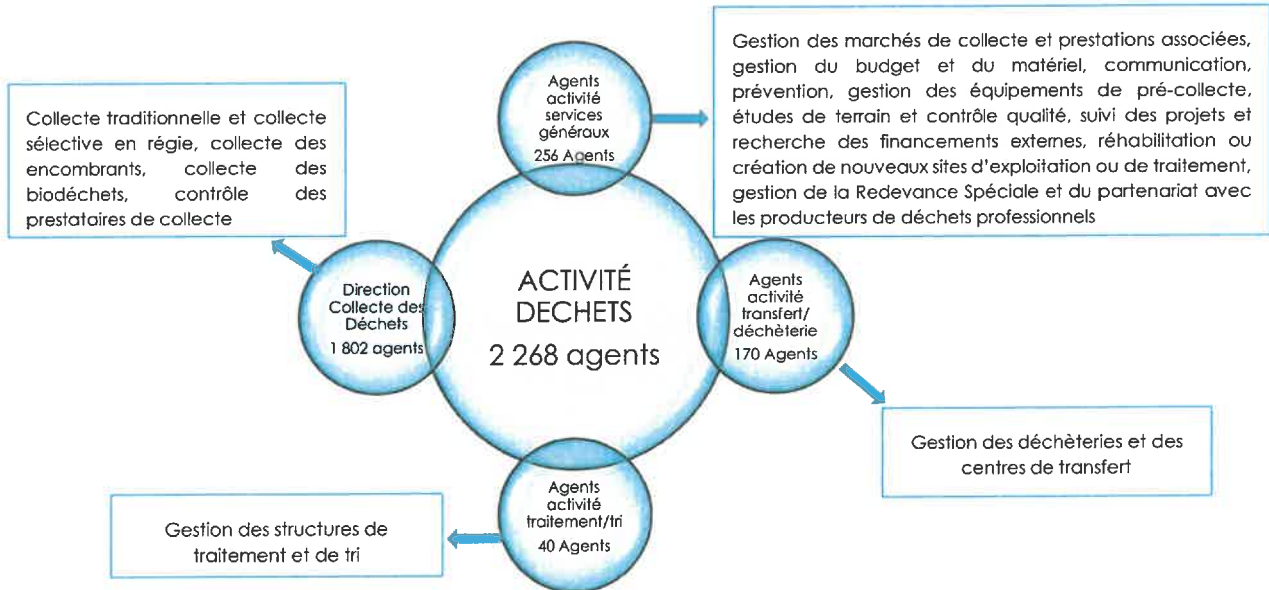 Gestion des marchés de collecte et prestations associées,
gestion du budget et du matériel, communication,
prévention, gestion des équipements de pré-collecte,
études de terrain et contrôle qualité, suivi des projets et
recherche des financements externes, réhabilitation ou
création de nouveaux sites d'exploitation ou de traitement,
gestion de la Redevance Spéciale et du partenariat avec
les producteurs de déchets professionnels
Agents
activité
services
généraux
256 Agents
Collecte traditionnelle et collecte
sélective en régie, collecte des
encombrants, collecte des
biodéchets, contrôle des
prestataires de collecte
Direction
Collecte des
Déchets
1 802 agents
ACTIVITÉ
DECHETS
2 268 agents
Agents
activité
transfert/
déchèterie
170 Agents
Gestion des déchèteries et des
centres de transfert
Agents
activité
traitement/tri
40 Agents
Gestion des structures de
traitement et de tri